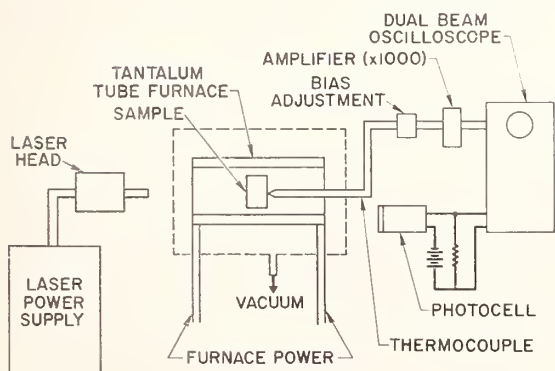 DUAL BEAM
OSCILLOSCOPE
AMPLIFIER (x1000)
BIAS
ADJUSTMENT
TANTALUM
TUBE FURNACE
SAMPLE
LASER
HEAD
LASER
POWER
SUPPLY
VACUUM
PHOTOCELL
THERMOCOUPLE
FURNACE POWER